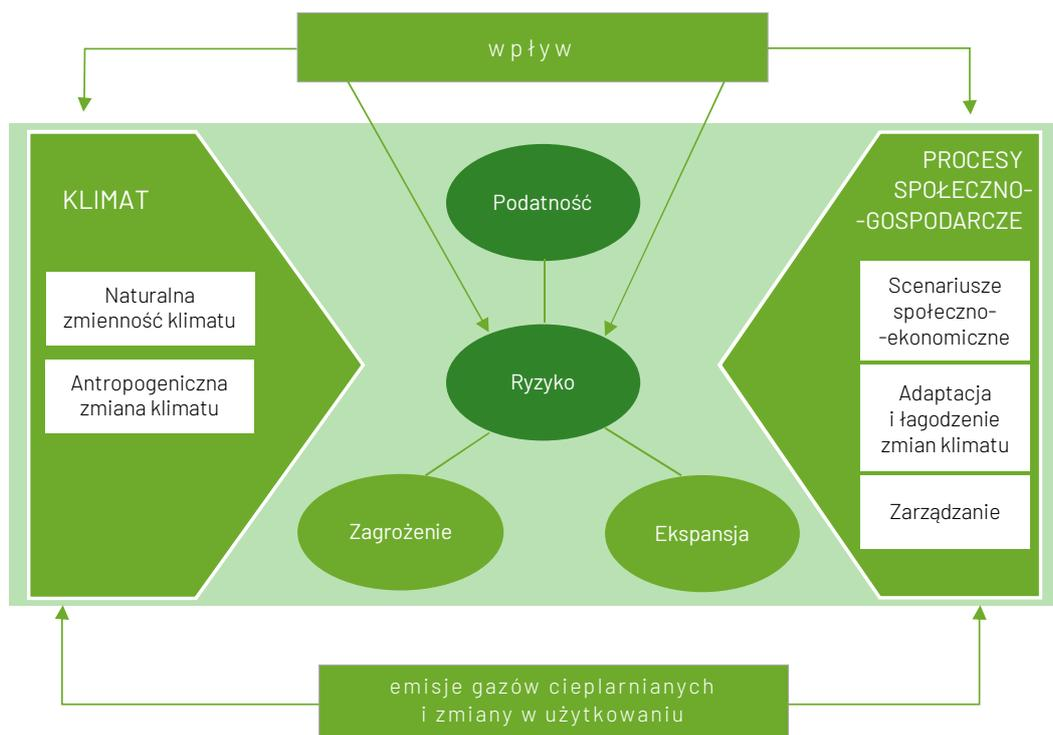 wpływ
KLIMAT
Naturalna
zmienność klimatu
Antropogeniczna
zmiana klimatu
Podatność
Ryzyko
Zagrożenie
Ekspansja
PROCESY
SPOŁECZNO-
-GOSPODARCZE
Scenariusze
społeczno-
-ekonomiczne
Adaptacja
i łagodzenie
zmian klimatu
Zarządzanie
emisje gazów cieplarnianych
i zmiany w użytkowaniu